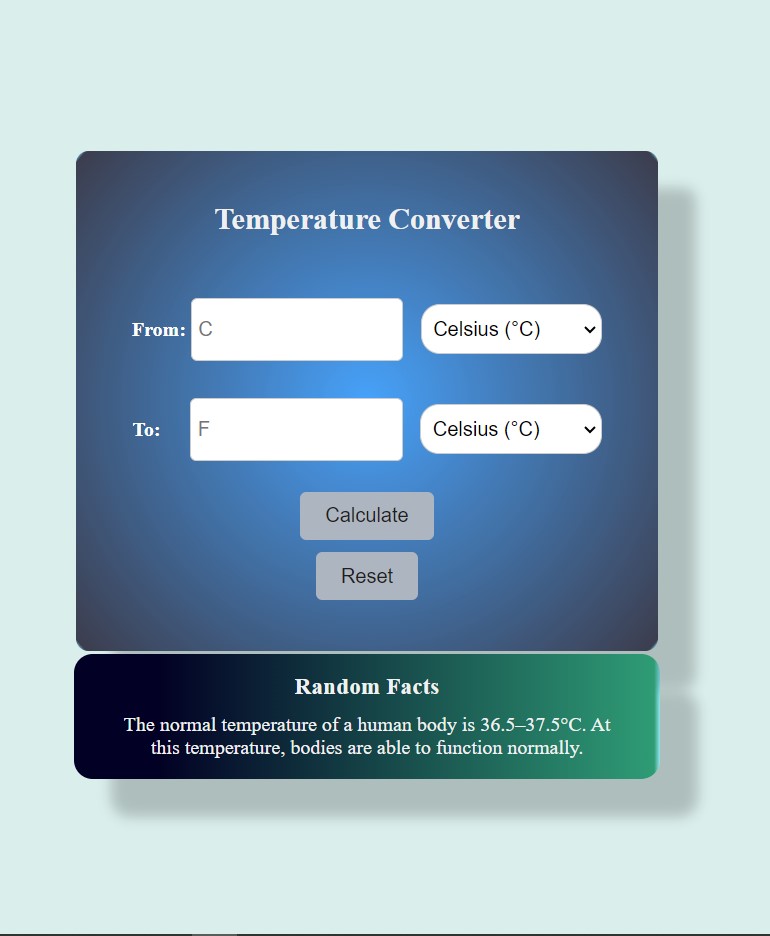 Temperature Converter
From: C Celsius (°C)
To: F Celsius (°C)
Calculate
Reset
Random Facts
The normal temperature of a human body is 36.5–37.5°C. At
this temperature, bodies are able to function normally.